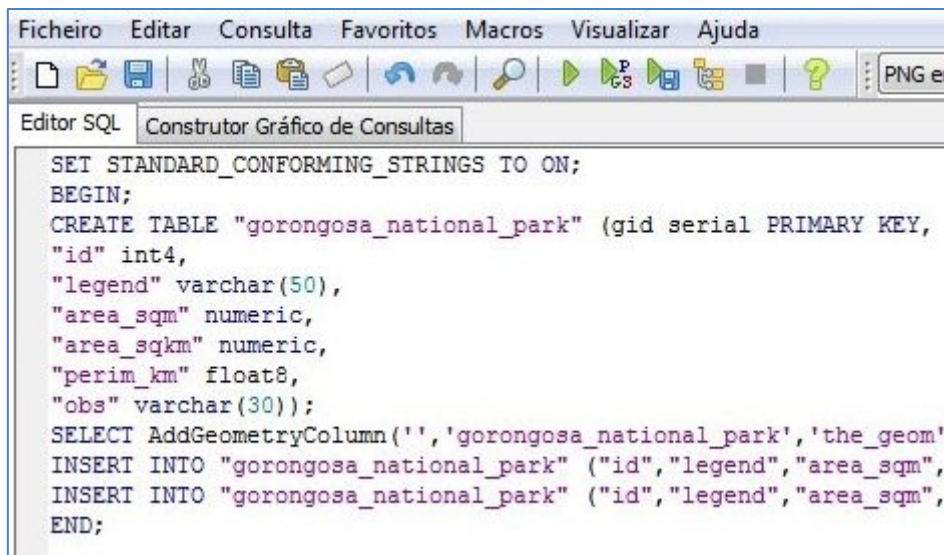 Ficheiro Editar Consulta Favoritos Macros Visualizar Ajuda
PNG
Editor SQL Construtor Gráfico de Consultas
SET STANDARD_CONFORMING_STRINGS TO ON;
BEGIN;
CREATE TABLE "gorongosa_national_park" (gid serial PRIMARY KEY,
"id" int4,
"legend" varchar(50),
"area_sqm" numeric,
"area_sqkm" numeric,
"perim_km" float8,
"obs" varchar(30));
SELECT AddGeometryColumn('','gorongosa_national_park','the_geom'
INSERT INTO "gorongosa_national_park" ("id","legend","area_sqm",
INSERT INTO "gorongosa_national_park" ("id","legend","area_sqm",
END;